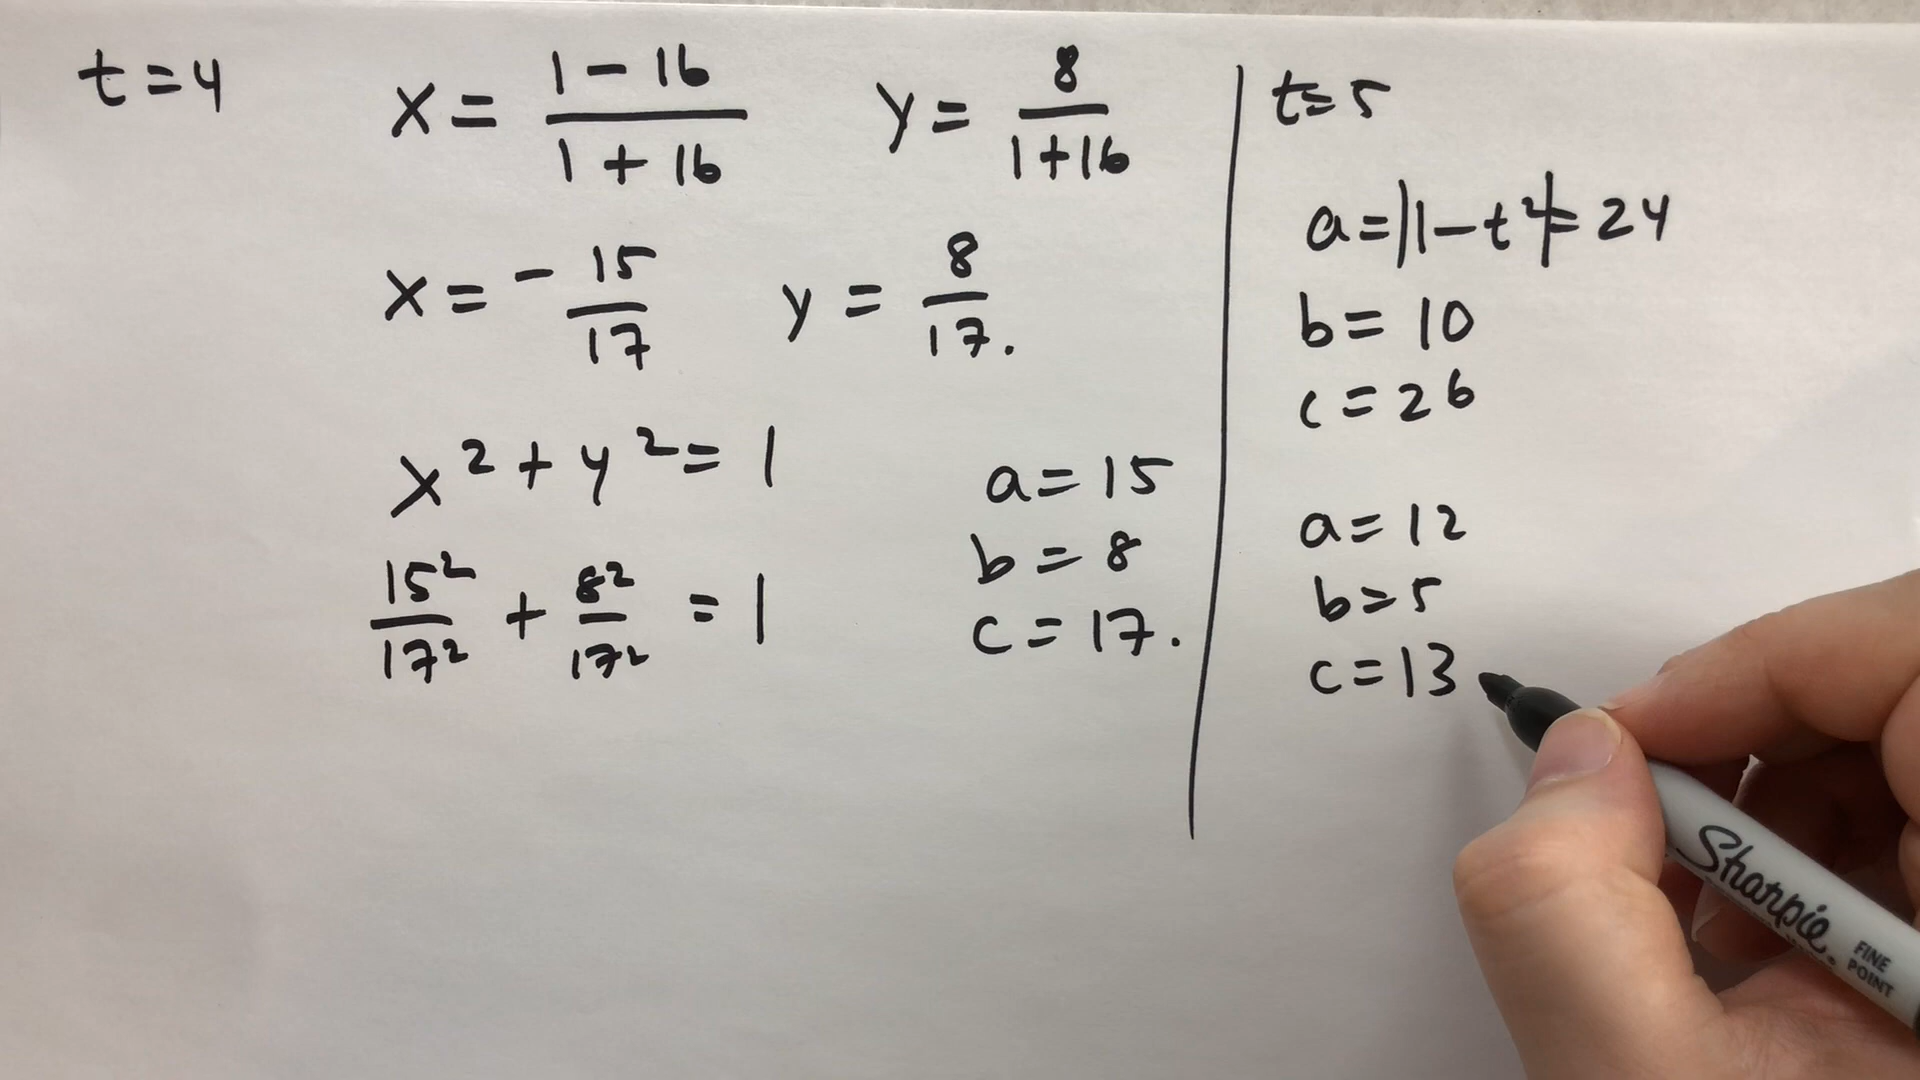 t=4
x = (1 - 16)/(1 + 16) y = 8/(1+16)
x = - 15/17 y = 8/17.
x² + y² = 1
15²/17² + 8²/17² = 1
a = 15
b = 8
c = 17.
t=5
a=|1-t²|=24
b= 10
c = 26
a=12
b=5
c=13
Sharpie.
FINE
POINT